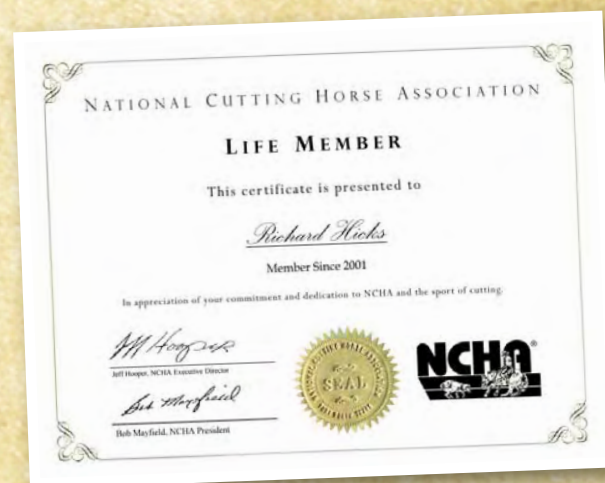 NATIONAL CUTTING HORSE ASSOCIATION
LIFE MEMBER
This certificate is presented to
Richard Hicks
Member Since 2001
In appreciation of your commitment and dedication to NCHA and the sport of cutting.
Jeff Hooper, NCHA Executive Director
Bob Mayfield
Bob Mayfield, NCHA President
SEAL
NCHA®